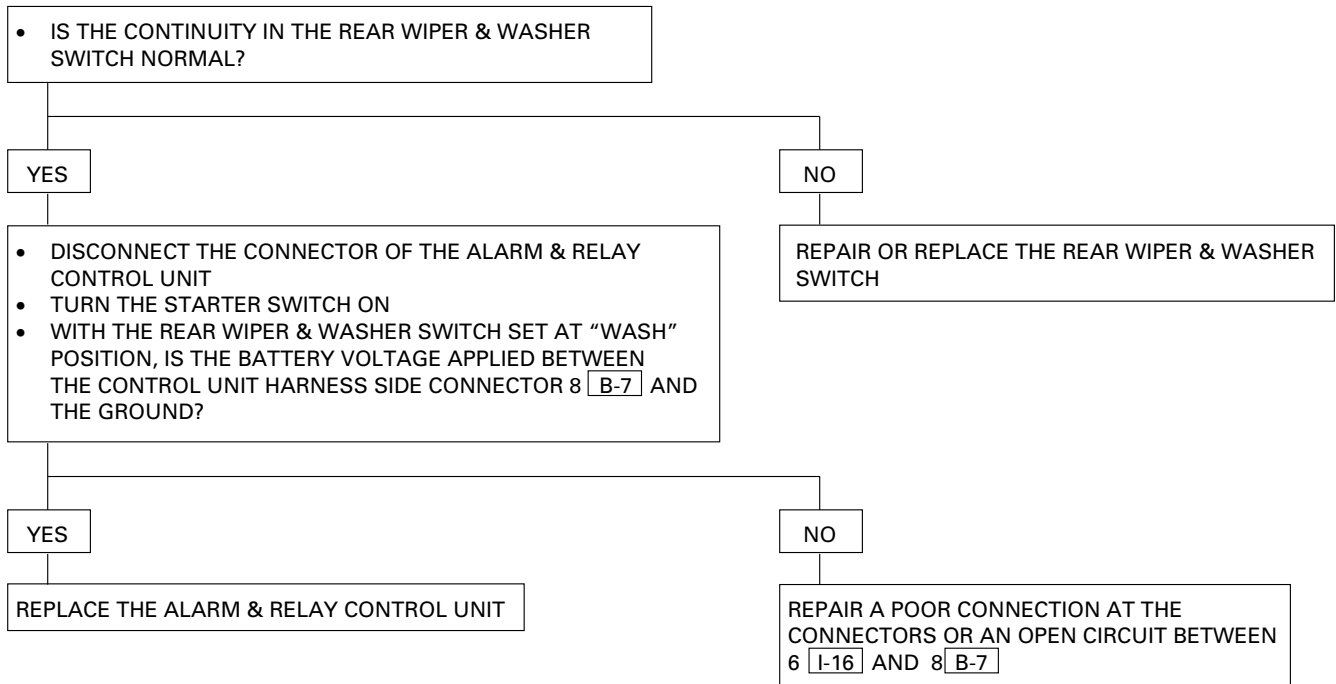 • IS THE CONTINUITY IN THE REAR WIPER & WASHER
SWITCH NORMAL?
YES
NO
• DISCONNECT THE CONNECTOR OF THE ALARM & RELAY
CONTROL UNIT
• TURN THE STARTER SWITCH ON
• WITH THE REAR WIPER & WASHER SWITCH SET AT “WASH”
POSITION, IS THE BATTERY VOLTAGE APPLIED BETWEEN
THE CONTROL UNIT HARNESS SIDE CONNECTOR 8 B-7 AND
THE GROUND?
REPAIR OR REPLACE THE REAR WIPER & WASHER
SWITCH
YES
NO
REPLACE THE ALARM & RELAY CONTROL UNIT
REPAIR A POOR CONNECTION AT THE
CONNECTORS OR AN OPEN CIRCUIT BETWEEN
6 I-16 AND 8 B-7